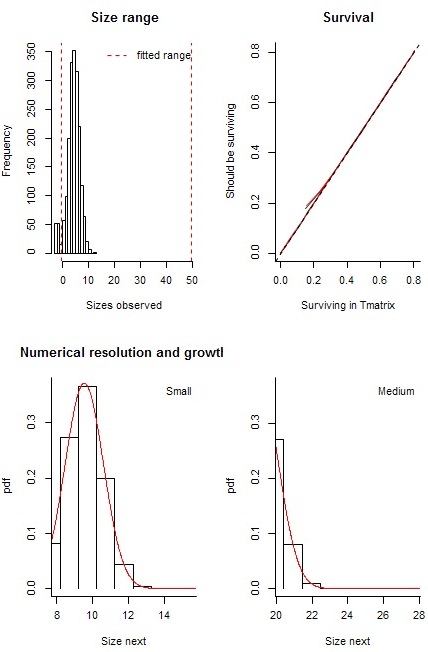 Size range
Frequency
0 50 100 150 200 250 300 350
fitted range
0 10 20 30 40 50
Sizes observed
Survival
Should be surviving
0.0 0.2 0.4 0.6 0.8
0.0 0.2 0.4 0.6 0.8
Surviving in Tmatrix
Numerical resolution and growtl
pdf
0.0 0.1 0.2 0.3
Small
8 10 12 14
Size next
pdf
0.0 0.1 0.2 0.3
Medium
20 22 24 26 28
Size next